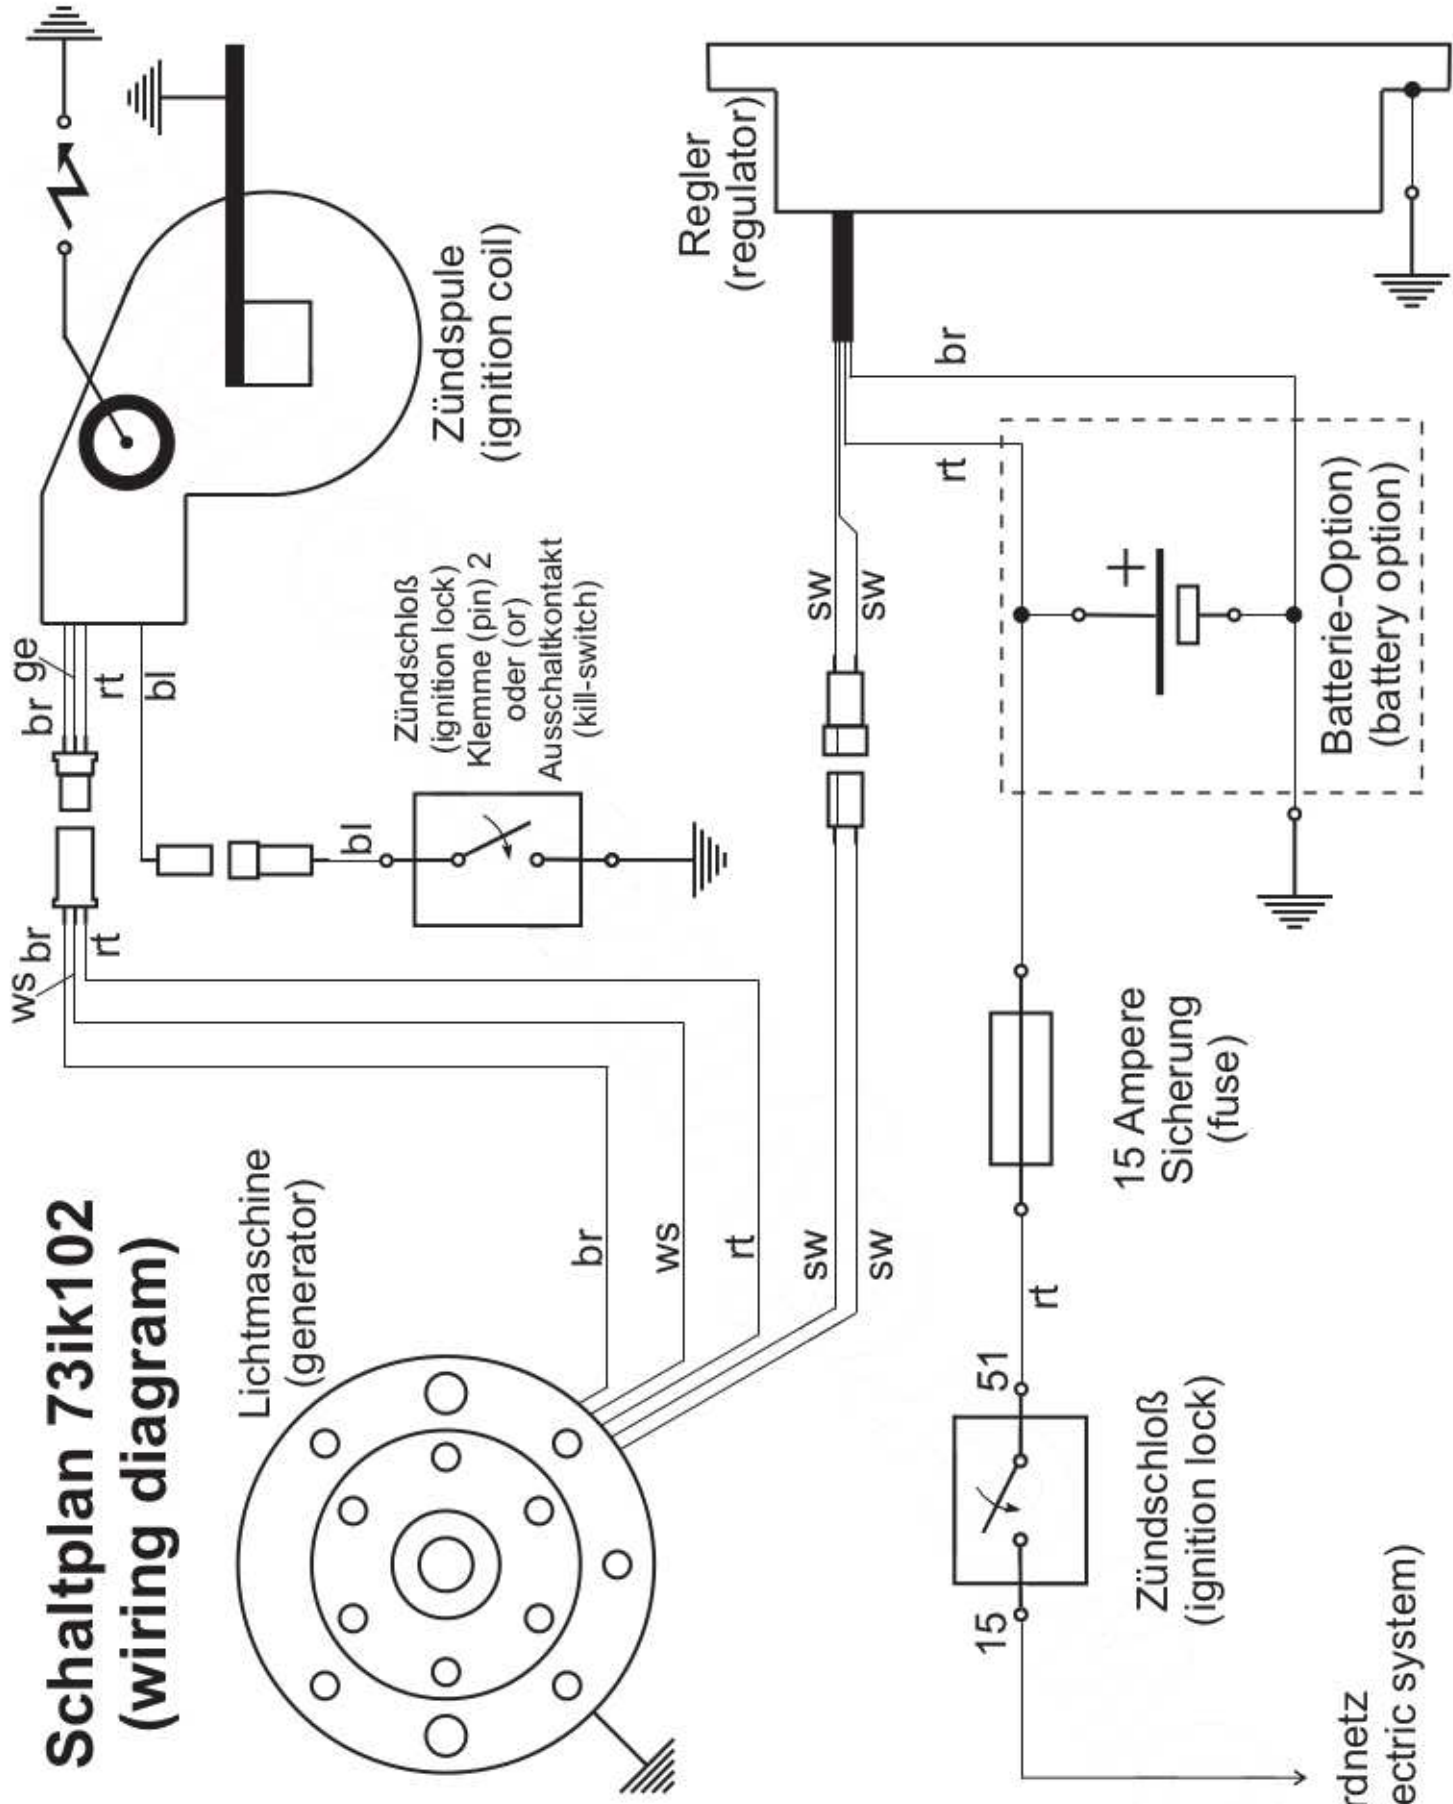 Schaltplan 73ik102
(wiring diagram)
Lichtmaschine
(generator)
ws
br
rt
br
ge
rt
bl
Zündspule
(ignition coil)
bl
Zündschloß
(ignition lock)
Klemme (pin) 2
oder (or)
Ausschaltkontakt
(kill-switch)
br
ws
rt
sw
sw
sw
sw
Regler
(regulator)
rt
br
+
Batterie-Option)
(battery option)
15 Ampere
Sicherung
(fuse)
rt
51
15
Zündschloß
(ignition lock)
rdnetz
ectric system)